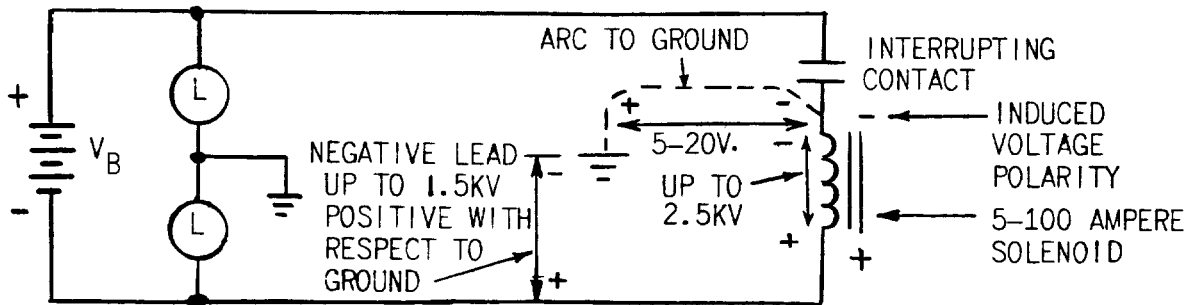 ARC TO GROUND
INTERRUPTING
CONTACT
+
L
+
-
-
INDUCED
VOLTAGE
POLARITY
V_B
5-20V.
-
NEGATIVE LEAD
UP TO 1.5KV
POSITIVE WITH
RESPECT TO
GROUND
-
UP TO
2.5KV
-
L
5-100 AMPERE
SOLENOID
+
+
+